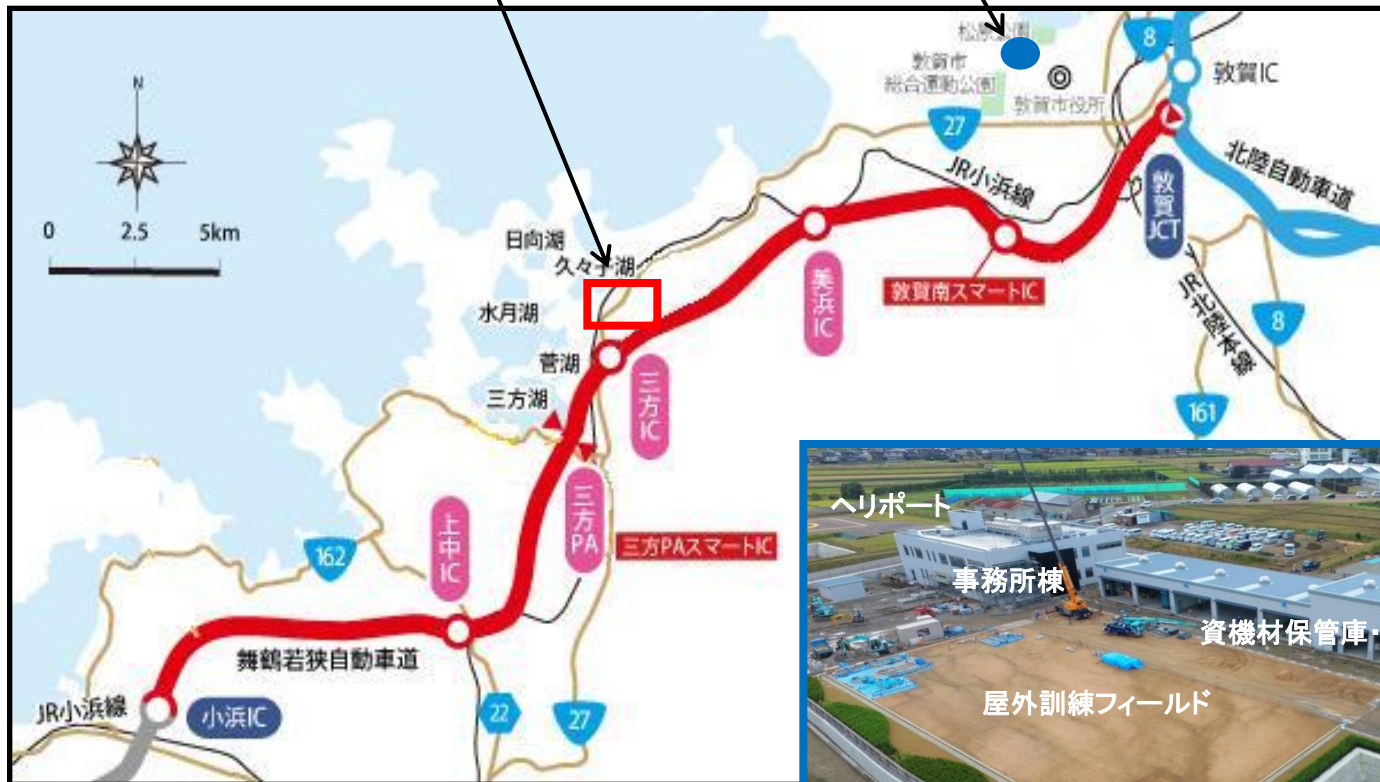 松原公園
8
敦賀市
総合運動公園
敦賀市役所
敦賀IC
27
JR小浜線
北陸自動車道
敦賀
JCT
N
0 2.5 5km
日向湖
久々子湖
水月湖
菅湖
三方湖
美浜IC
敦賀南スマートIC
三方IC
三方PA
三方PAスマートIC
JR北陸本線
8
161
162
上中IC
舞鶴若狭自動車道
JR小浜線
小浜IC
22
27
ヘリポート
事務所棟
資機材保管庫・
屋外訓練フィールド